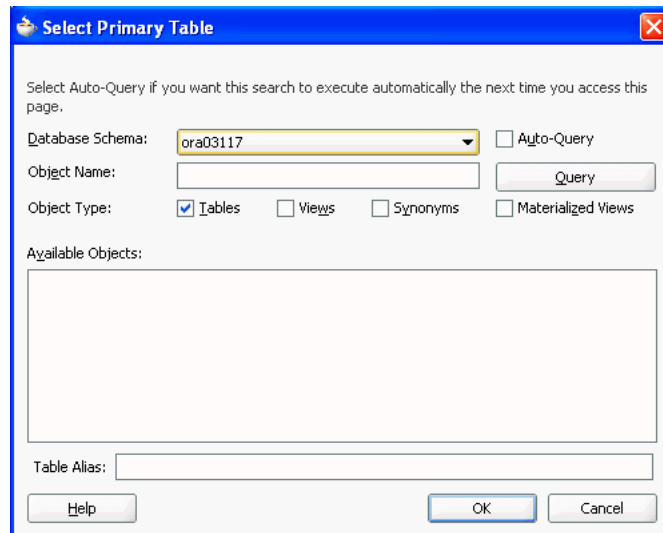 Select Primary Table
Select Auto-Query if you want this search to execute automatically the next time you access this
page.
Database Schema: ora03117 Auto-Query
Object Name: Query
Object Type: Tables Views Synonyms Materialized Views
Available Objects:
Table Alias:
Help OK Cancel